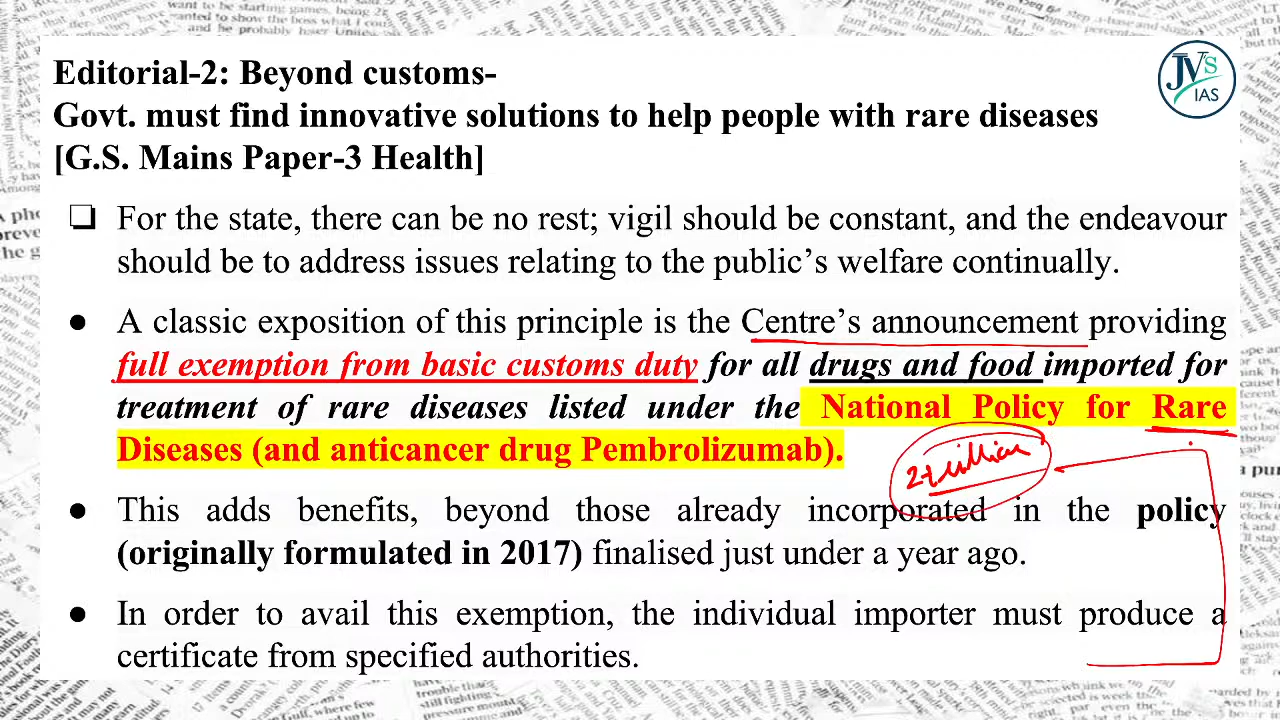 Editorial-2: Beyond customs-
Govt. must find innovative solutions to help people with rare diseases
[G.S. Mains Paper-3 Health]
JVS
IAS
❏ For the state, there can be no rest; vigil should be constant, and the endeavour
should be to address issues relating to the public's welfare continually.
● A classic exposition of this principle is the Centre's announcement providing
full exemption from basic customs duty for all drugs and food imported for
treatment of rare diseases listed under the National Policy for Rare
Diseases (and anticancer drug Pembrolizumab).
● This adds benefits, beyond those already incorporated in the policy
(originally formulated in 2017) finalised just under a year ago.
● In order to avail this exemption, the individual importer must produce a
certificate from specified authorities.